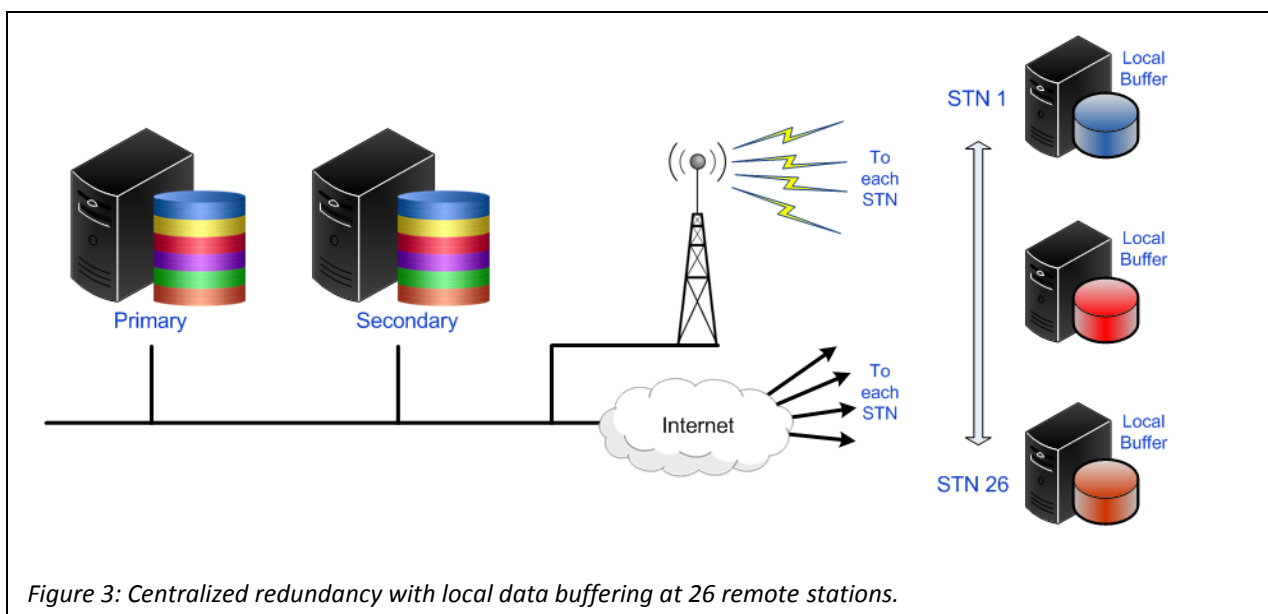 Primary
Secondary
To
each
STN
Internet
To
each
STN
STN 1
Local
Buffer
Local
Buffer
STN 26
Local
Buffer
Figure 3: Centralized redundancy with local data buffering at 26 remote stations.